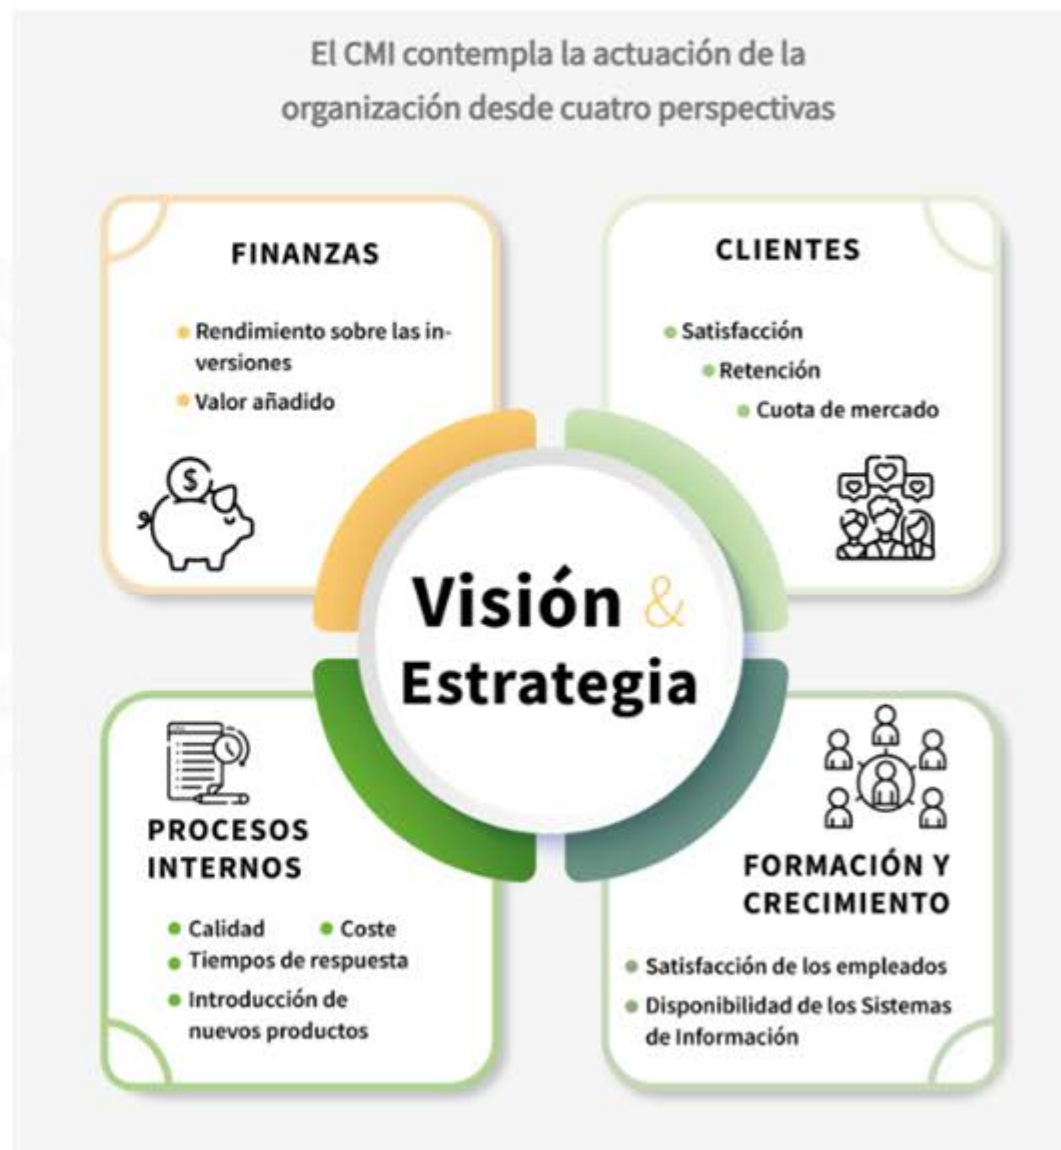 El CMI contempla la actuación de la
organización desde cuatro perspectivas
FINANZAS
Rendimiento sobre las in-
versiones
Valor añadido
$
CLIENTES
Satisfacción
Retención
Cuota de mercado
Visión &
Estrategia
PROCESOS
INTERNOS
Calidad
Coste
Tiempos de respuesta
Introducción de
nuevos productos
FORMACIÓN Y
CRECIMIENTO
Satisfacción de los empleados
Disponibilidad de los Sistemas
de Información